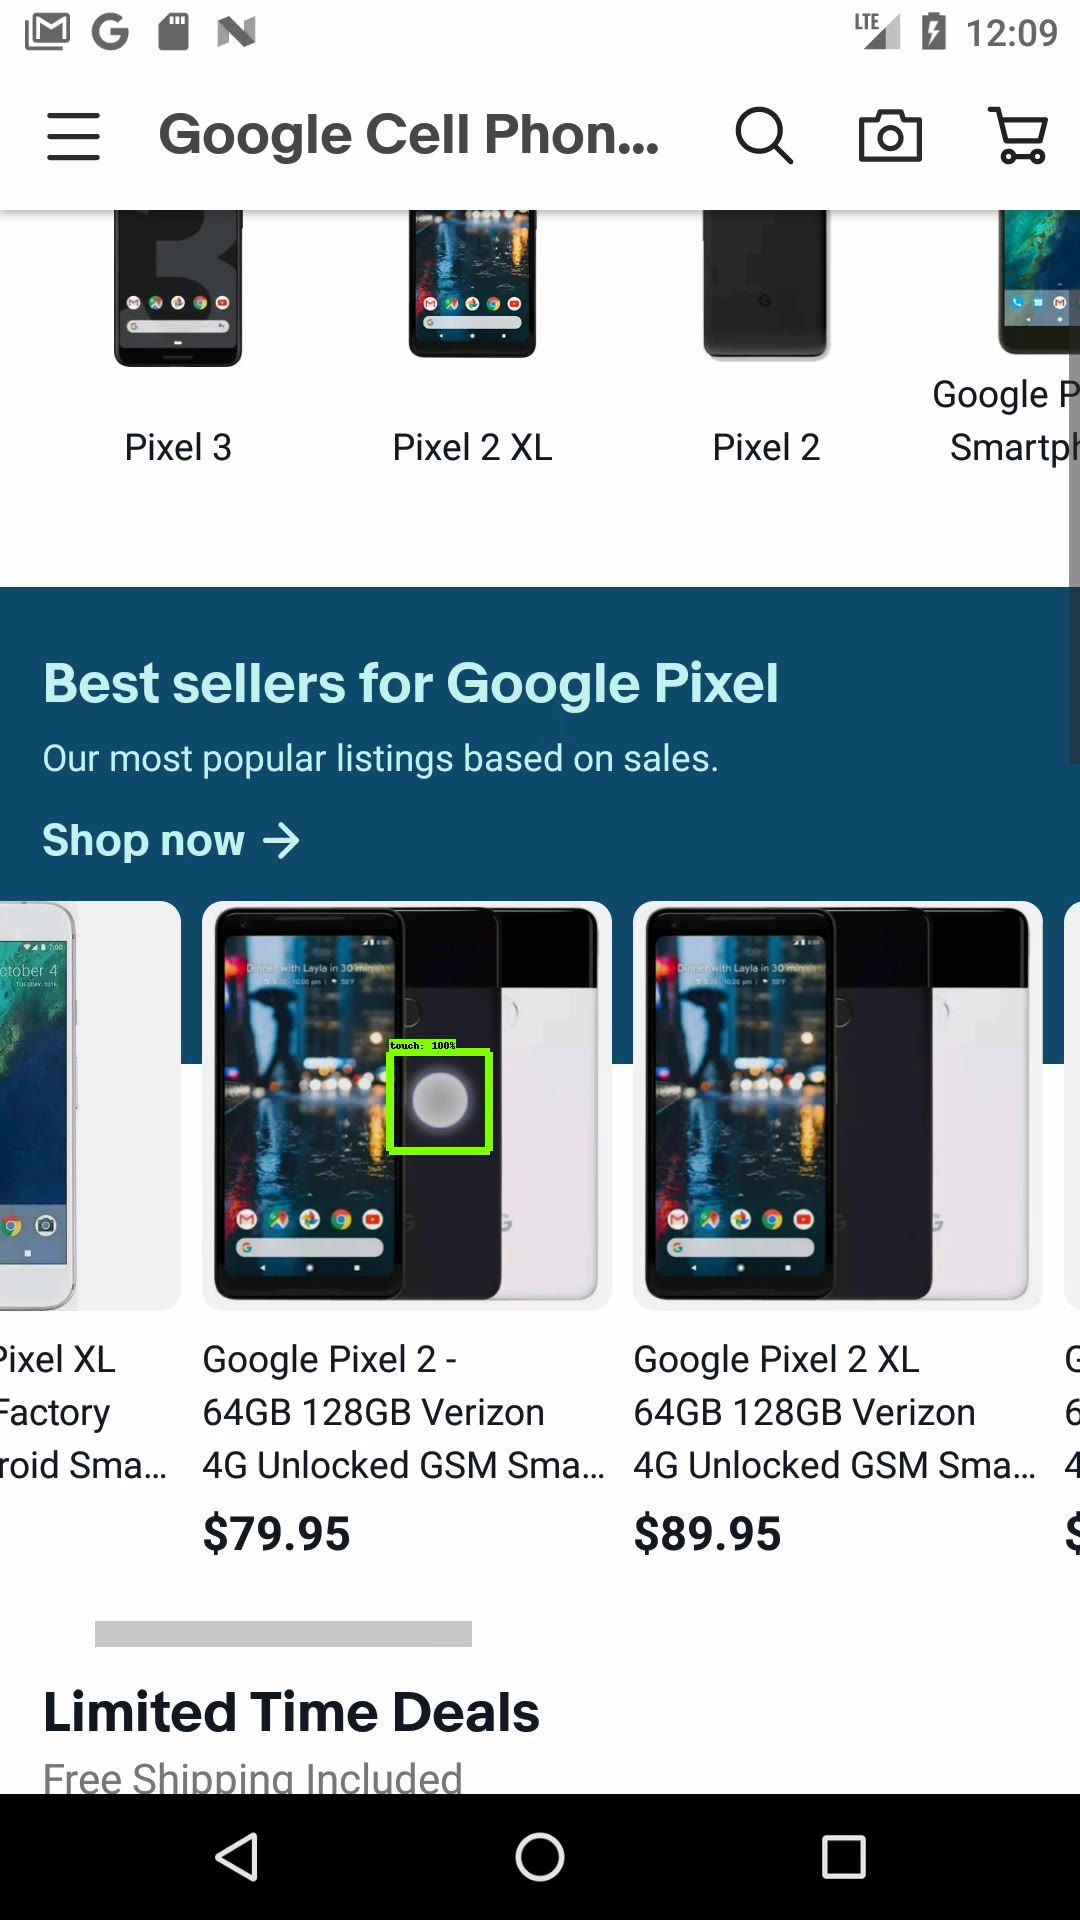 LTE 12:09
Google Cell Phon...
Google P
Pixel 3
Pixel 2 XL
Pixel 2
Smartph
Best sellers for Google Pixel
Our most popular listings based on sales.
Shop now
7:00
ctober 4
TUESDAY, 2016
Dinner with Layla in 30 min
Dinner with Layla in 30 min
touch: 100%
Pixel XL
Factory
roid Sma...
Google Pixel 2 -
64GB 128GB Verizon
4G Unlocked GSM Sma...
$79.95
Google Pixel 2 XL
64GB 128GB Verizon
4G Unlocked GSM Sma...
$89.95
G
6
4
$
Limited Time Deals
Free Shipping Included